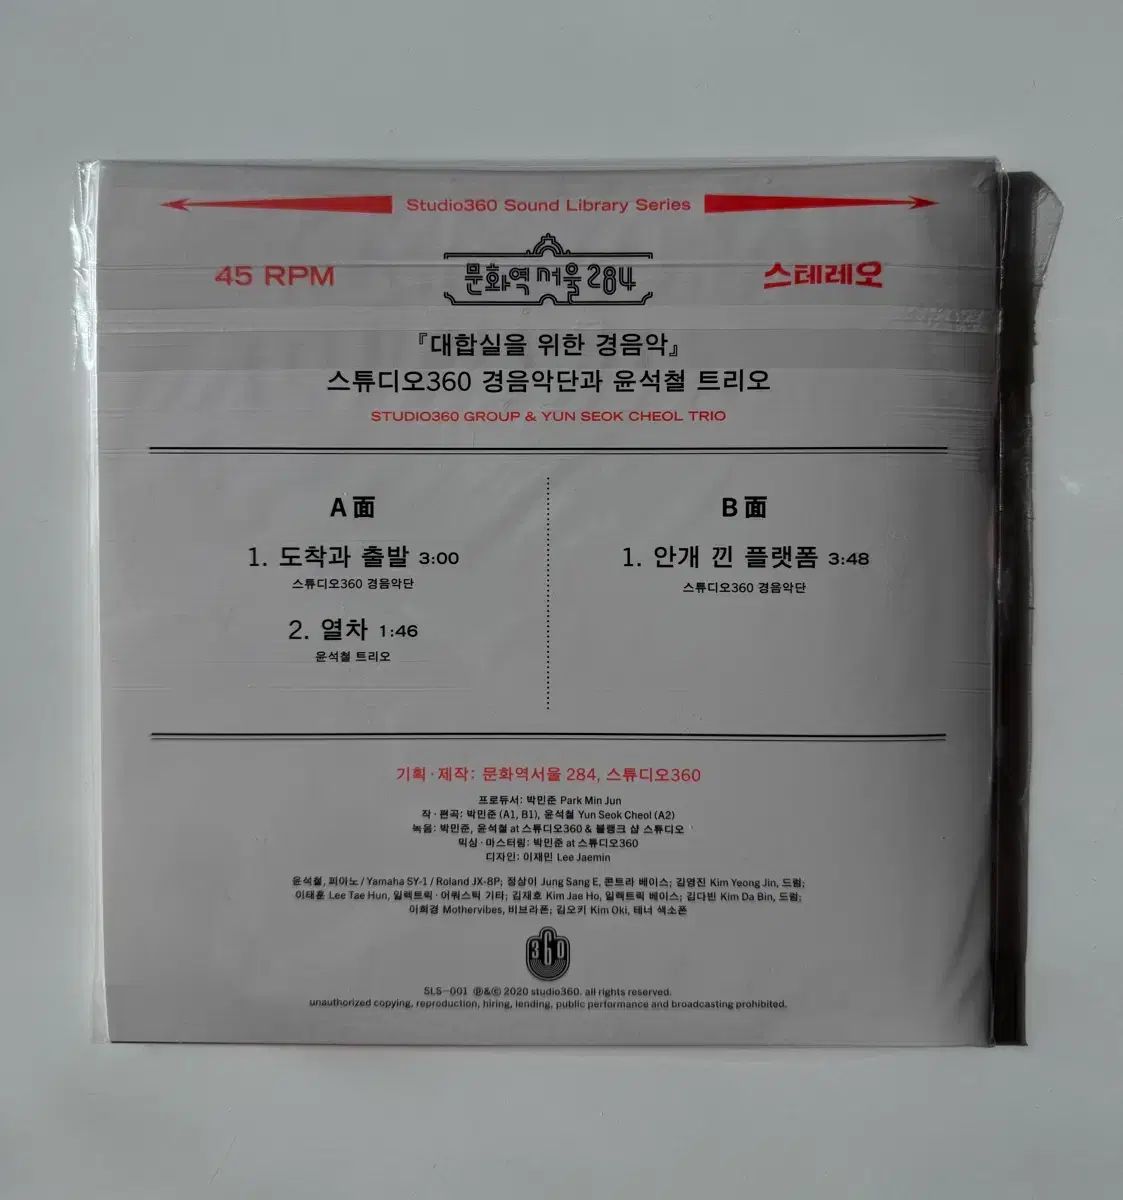 Studio360 Sound Library Series
45 RPM
문화역서울 284
스테레오
『대합실을 위한 경음악』
스튜디오360 경음악단과 윤석철 트리오
STUDIO360 GROUP & YUN SEOK CHEOL TRIO
A面
1. 도착과 출발 3:00
스튜디오360 경음악단
2. 열차 1:46
윤석철 트리오
B面
1. 안개 낀 플랫폼 3:48
스튜디오360 경음악단
기획·제작: 문화역서울 284, 스튜디오360
프로듀서: 박민준 Park Min Jun
작·편곡: 박민준 (A1, B1), 윤석철 Yun Seok Cheol (A2)
녹음: 박민준, 윤석철 at 스튜디오360 & 블랭크 샵 스튜디오
믹싱·마스터링: 박민준 at 스튜디오360
디자인: 이재민 Lee Jaemin
윤석철, 피아노 / Yamaha SY-1 / Roland JX-8P; 정상이 Jung Sang E, 콘트라 베이스; 김영진 Kim Yeong Jin, 드럼;
이태훈 Lee Tae Hun, 일렉트릭·어쿼스틱 기타; 김재호 Kim Jae Ho, 일렉트릭 베이스; 김다빈 Kim Da Bin, 드럼;
이희경 Mothervibes, 비브라폰; 김오키 Kim Oki, 테너 색소폰
360
SLS-001 ℗&© 2020 studio360. all rights reserved.
unauthorized copying, reproduction, hiring, lending, public performance and broadcasting prohibited.